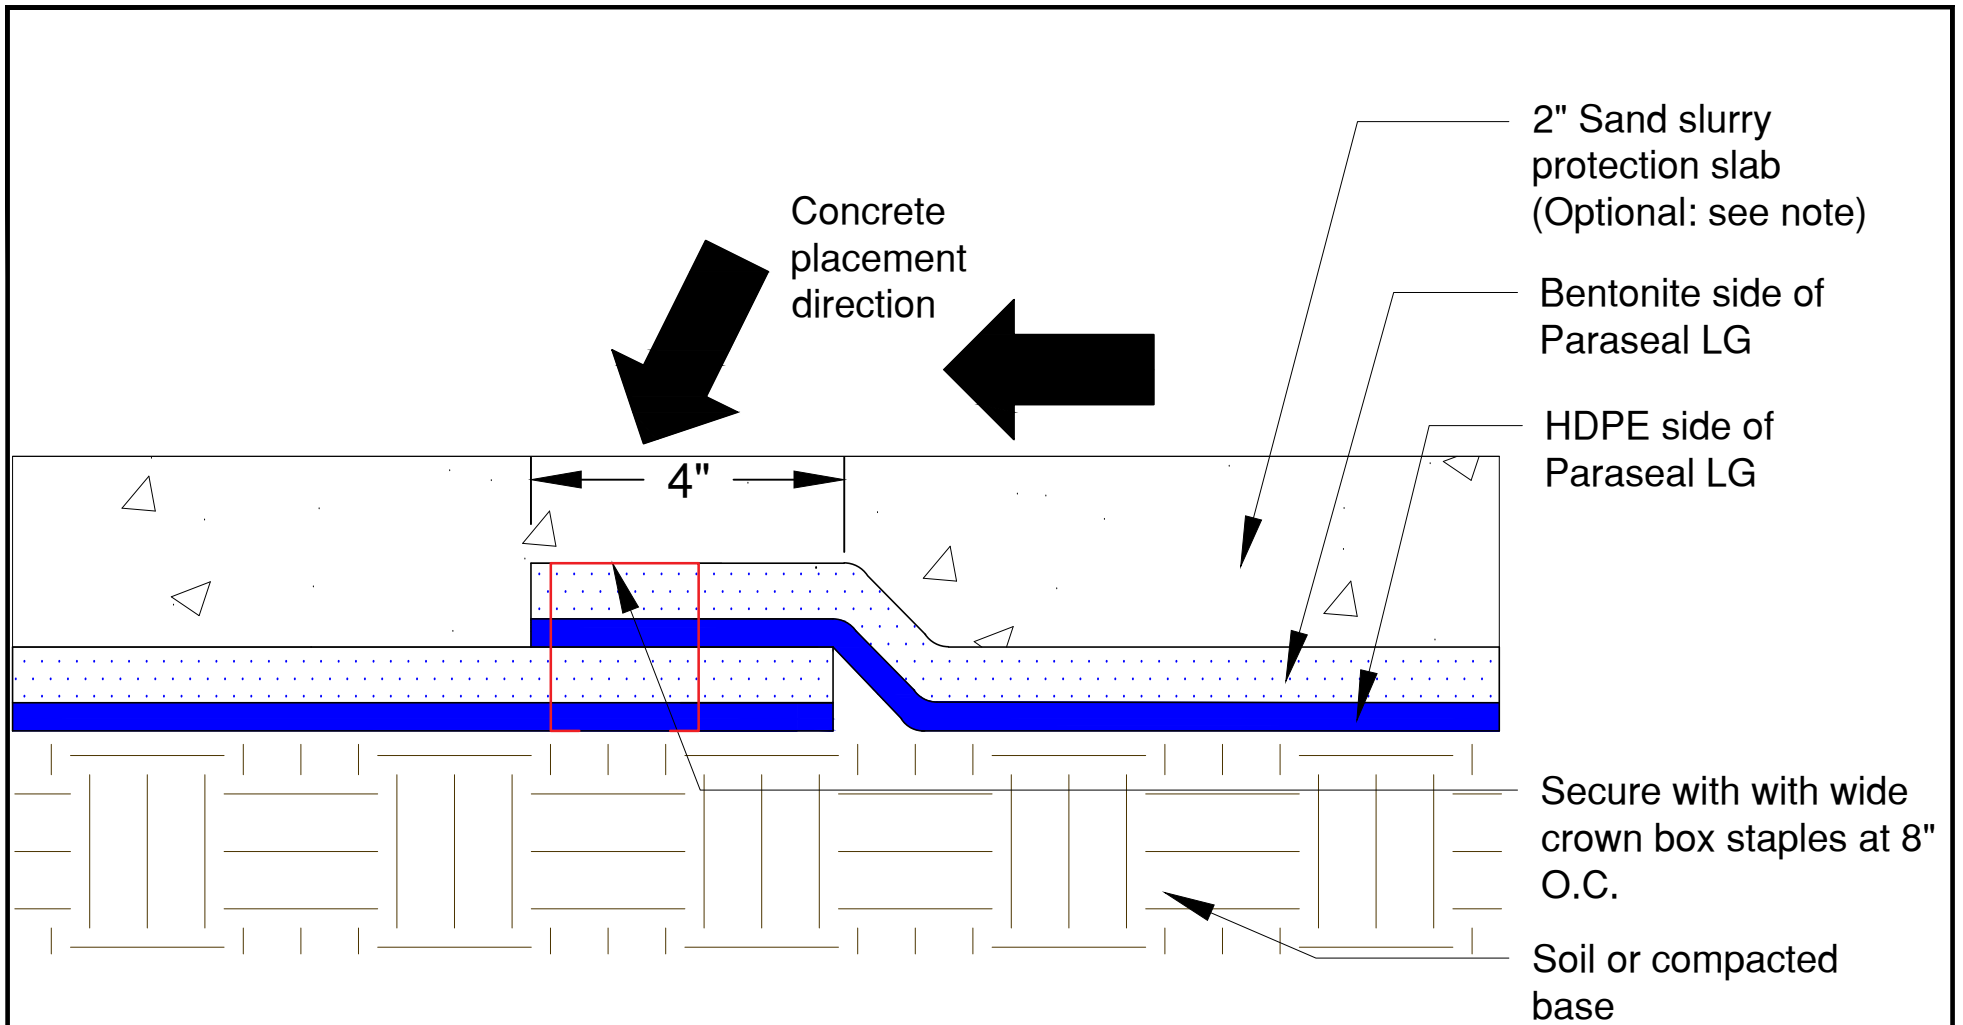 2" Sand slurry
protection slab
(Optional: see note)
Concrete
placement
direction
Bentonite side of
Paraseal LG
HDPE side of
Paraseal LG
4"
Secure with with wide
crown box staples at 8"
O.C.
Soil or compacted
base